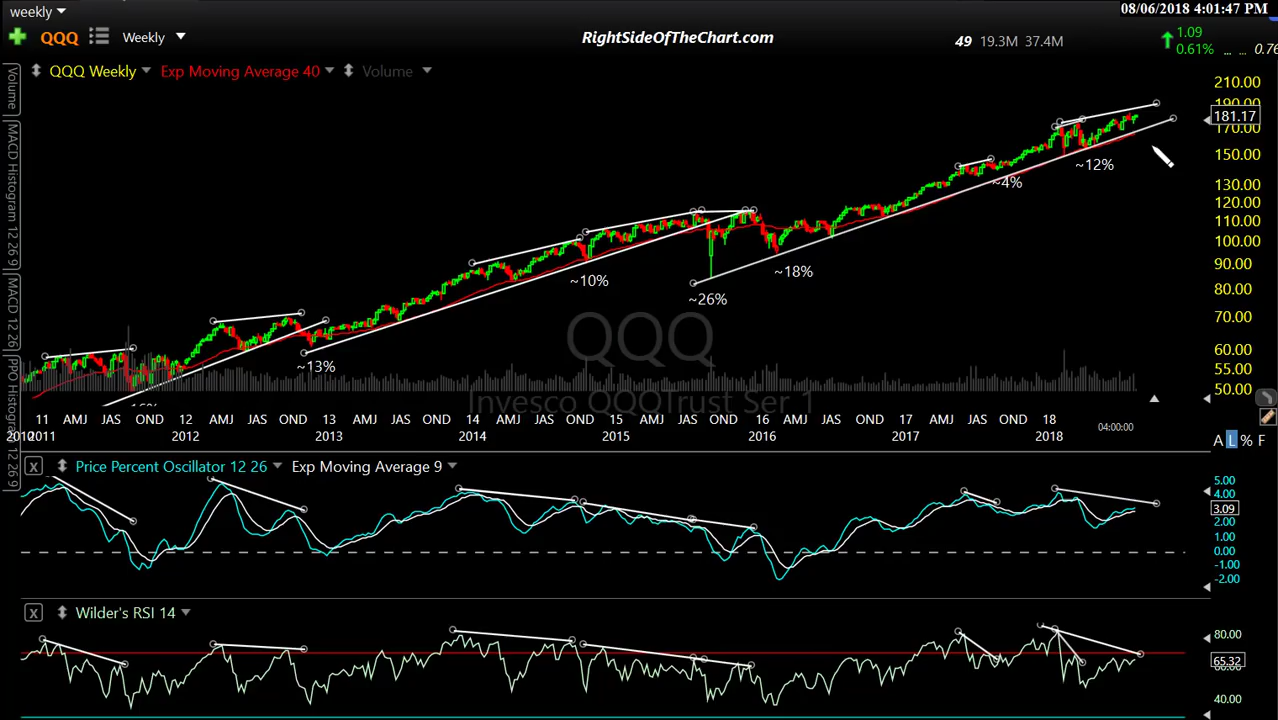 weekly
08/06/2018 4:01:47 PM
QQQ Weekly
RightSideOfTheChart.com
49 19.3M 37.4M
1.09
0.61%
QQQ Weekly Exp Moving Average 40 Volume
Volume
MACD Histogram 12 26 9
MACD 12 26
PPO Histogram 12 26 9
210.00
190.00
181.17
170.00
150.00
130.00
120.00
110.00
100.00
90.00
80.00
70.00
60.00
55.00
50.00
~12%
~4%
~18%
~10%
~26%
~13%
QQQ
Invesco QQQTrust Ser 1
11 AMJ JAS OND 12 AMJ JAS OND 13 AMJ JAS OND 14 AMJ JAS OND 15 AMJ JAS OND 16 AMJ JAS OND 17 AMJ JAS OND 18
2010 2011 2012 2013 2014 2015 2016 2017 2018
04:00:00
A L % F
X Price Percent Oscillator 12 26 Exp Moving Average 9
5.00
4.00
3.09
2.00
1.00
0.00
-1.00
-2.00
X Wilder's RSI 14
80.00
65.32
40.00